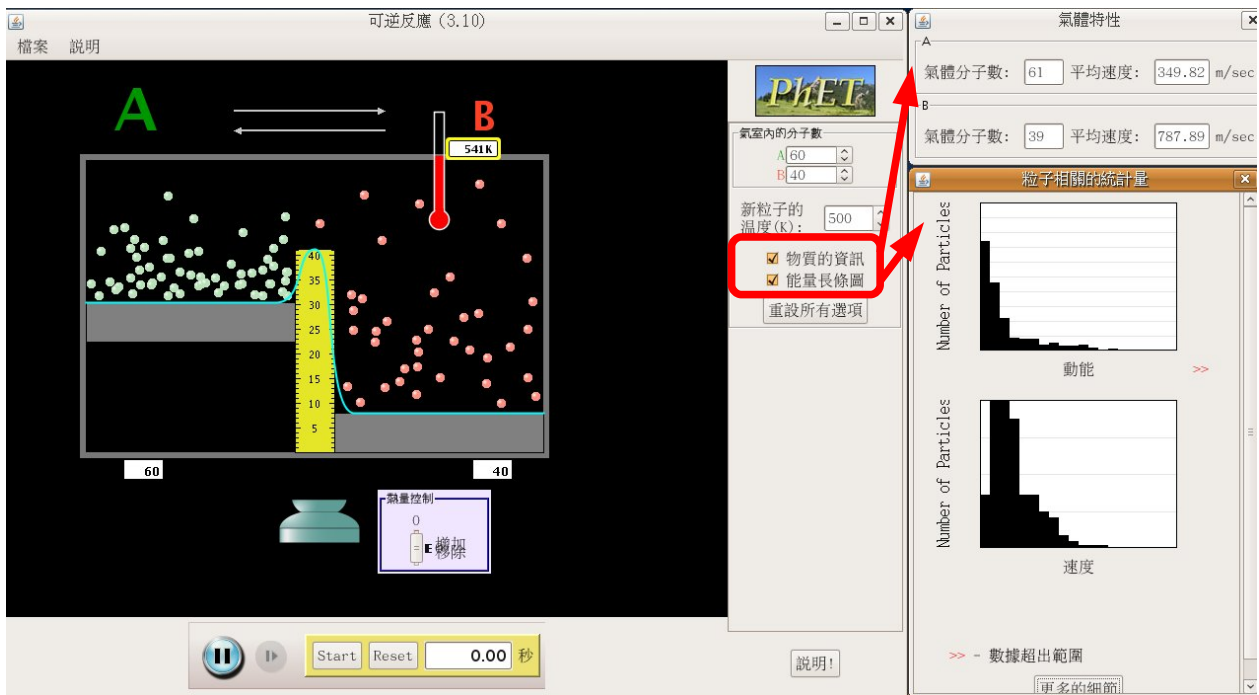 可逆反應 (3.10)
檔案 說明
A
B
541K
40
35
30
25
20
15
10
5
60
40
熱量控制
0
增加
移除
Start Reset 0.00 秒
PhET
氣室內的分子數
A 60
B 40
新粒子的
溫度(K): 500
物質的資訊
能量長條圖
重設所有選項
說明!
氣體特性
A
氣體分子數: 61 平均速度: 349.82 m/sec
B
氣體分子數: 39 平均速度: 787.89 m/sec
粒子相關的統計量
Number of Particles
動能
>>
Number of Particles
速度
>> - 數據超出範圍
更多的細節